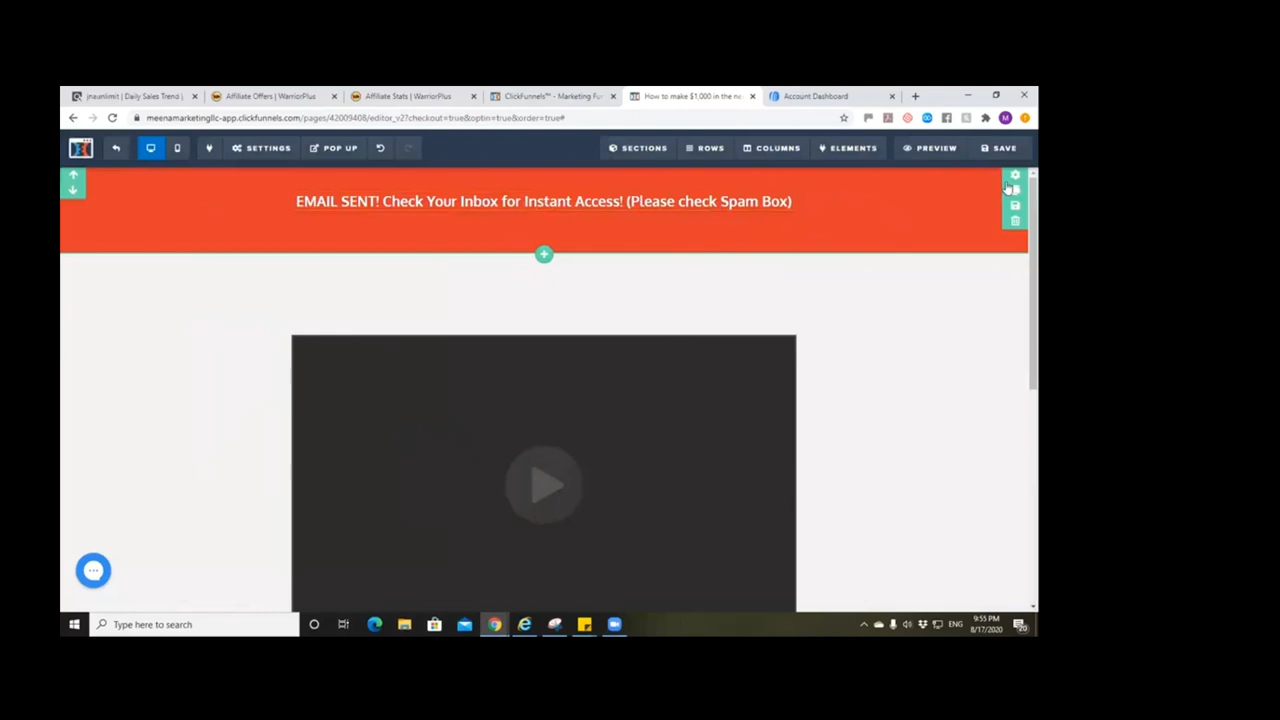 jneunlimit | Daily Sales Trend |
Affiliate Offers | WarriorPlus
Affiliate Stats | WarriorPlus
ClickFunnels™ - Marketing Fu
How to make $1,000 in the ne
Account Dashboard
meenamarketingllc-app.clickfunnels.com/pages/42009408/editor_v2?checkout=true&optin=true&order=true#
M
SETTINGS
POP UP
SECTIONS
ROWS
COLUMNS
ELEMENTS
PREVIEW
SAVE
EMAIL SENT! Check Your Inbox for Instant Access! (Please check Spam Box)
Type here to search
ENG
9:55 PM
8/17/2020
20